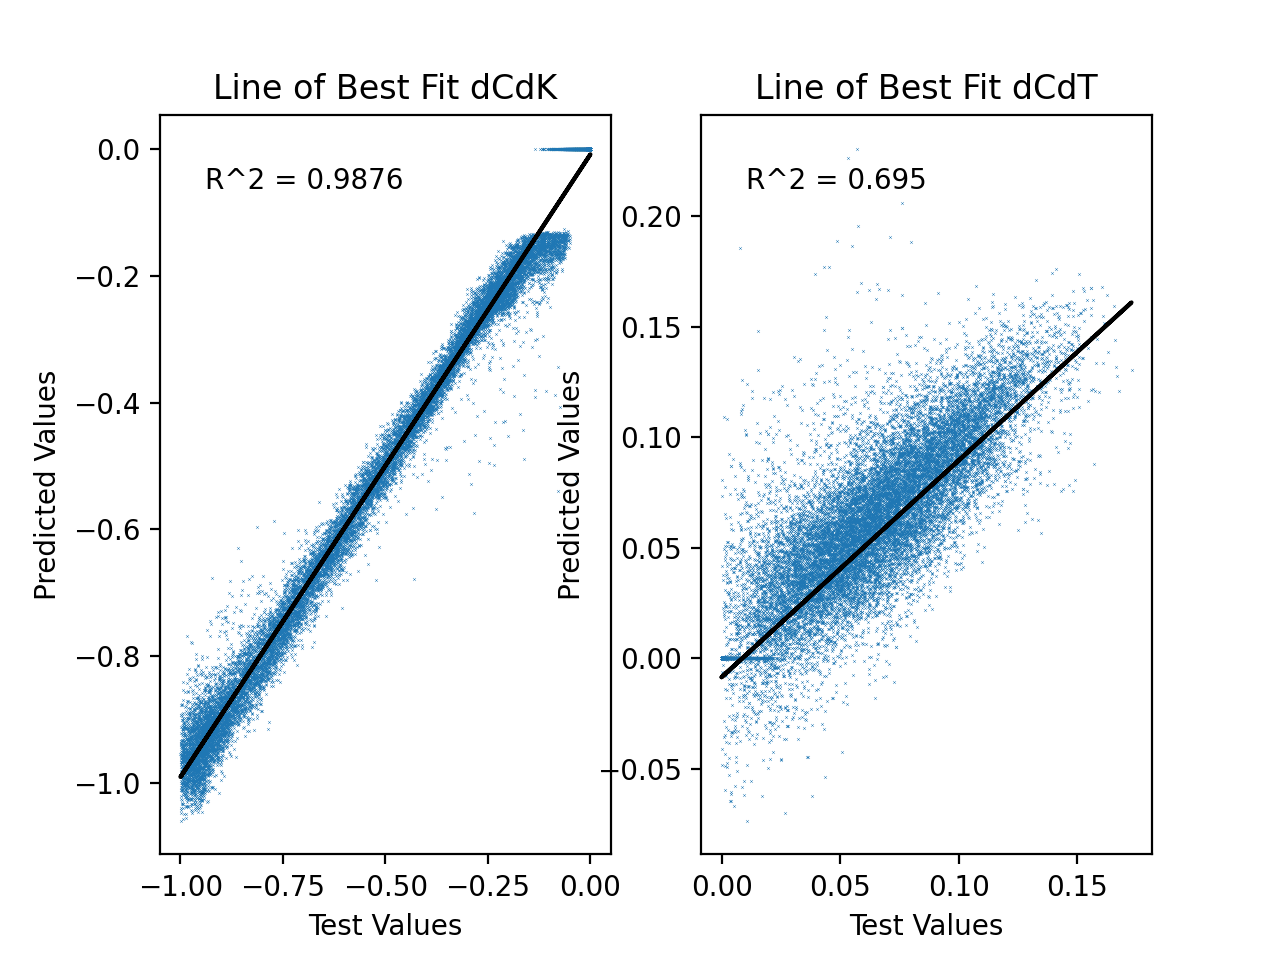 Line of Best Fit dCdK
R^2 = 0.9876
0.0
−0.2
−0.4
−0.6
−0.8
−1.0
Predicted Values
−1.00 −0.75 −0.50 −0.25 0.00
Test Values
Line of Best Fit dCdT
R^2 = 0.695
0.20
0.15
0.10
0.05
0.00
−0.05
Predicted Values
0.00 0.05 0.10 0.15
Test Values